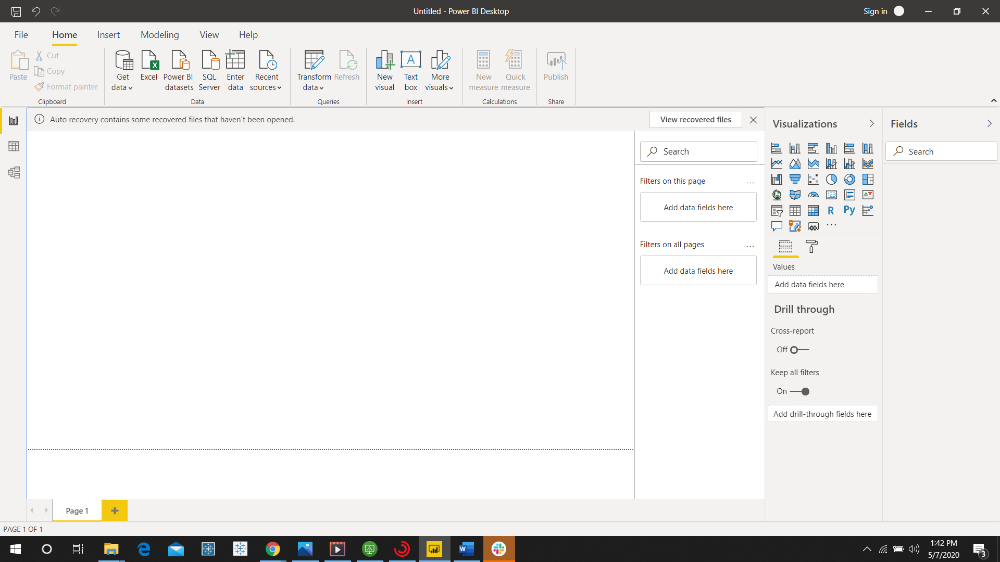 Untitled - Power BI Desktop
Sign in
File Home Insert Modeling View Help
Paste
Cut
Copy
Format painter
Clipboard
Get data
Excel
Power BI datasets
SQL Server
Enter data
Recent sources
Data
Transform data
Refresh
Queries
New visual
Text box
More visuals
Insert
New measure
Quick measure
Calculations
Publish
Share
Auto recovery contains some recovered files that haven't been opened.
View recovered files
Search
Filters on this page
...
Add data fields here
Filters on all pages
...
Add data fields here
Visualizations
123
R
Py
...
Values
Add data fields here
Drill through
Cross-report
Off
Keep all filters
On
Add drill-through fields here
Fields
Search
Page 1
PAGE 1 OF 1
1:42 PM
5/7/2020
3